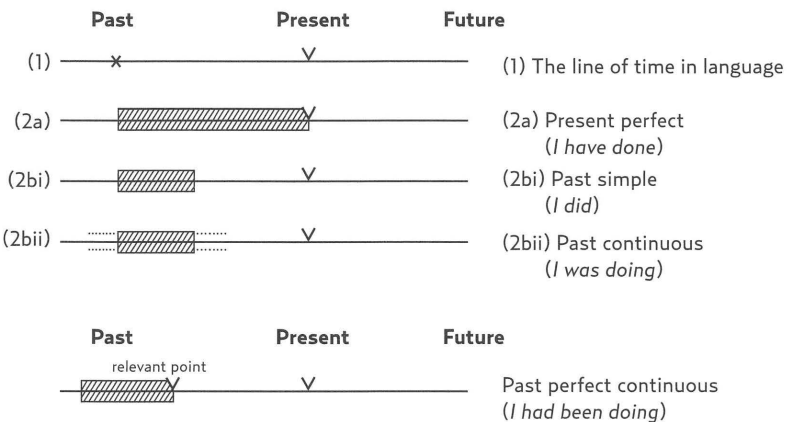 Past Present Future
(1) (1) The line of time in language
(2a) (2a) Present perfect
(I have done)
(2bi) (2bi) Past simple
(I did)
(2bii) (2bii) Past continuous
(I was doing)
Past Present Future
relevant point
Past perfect continuous
(I had been doing)